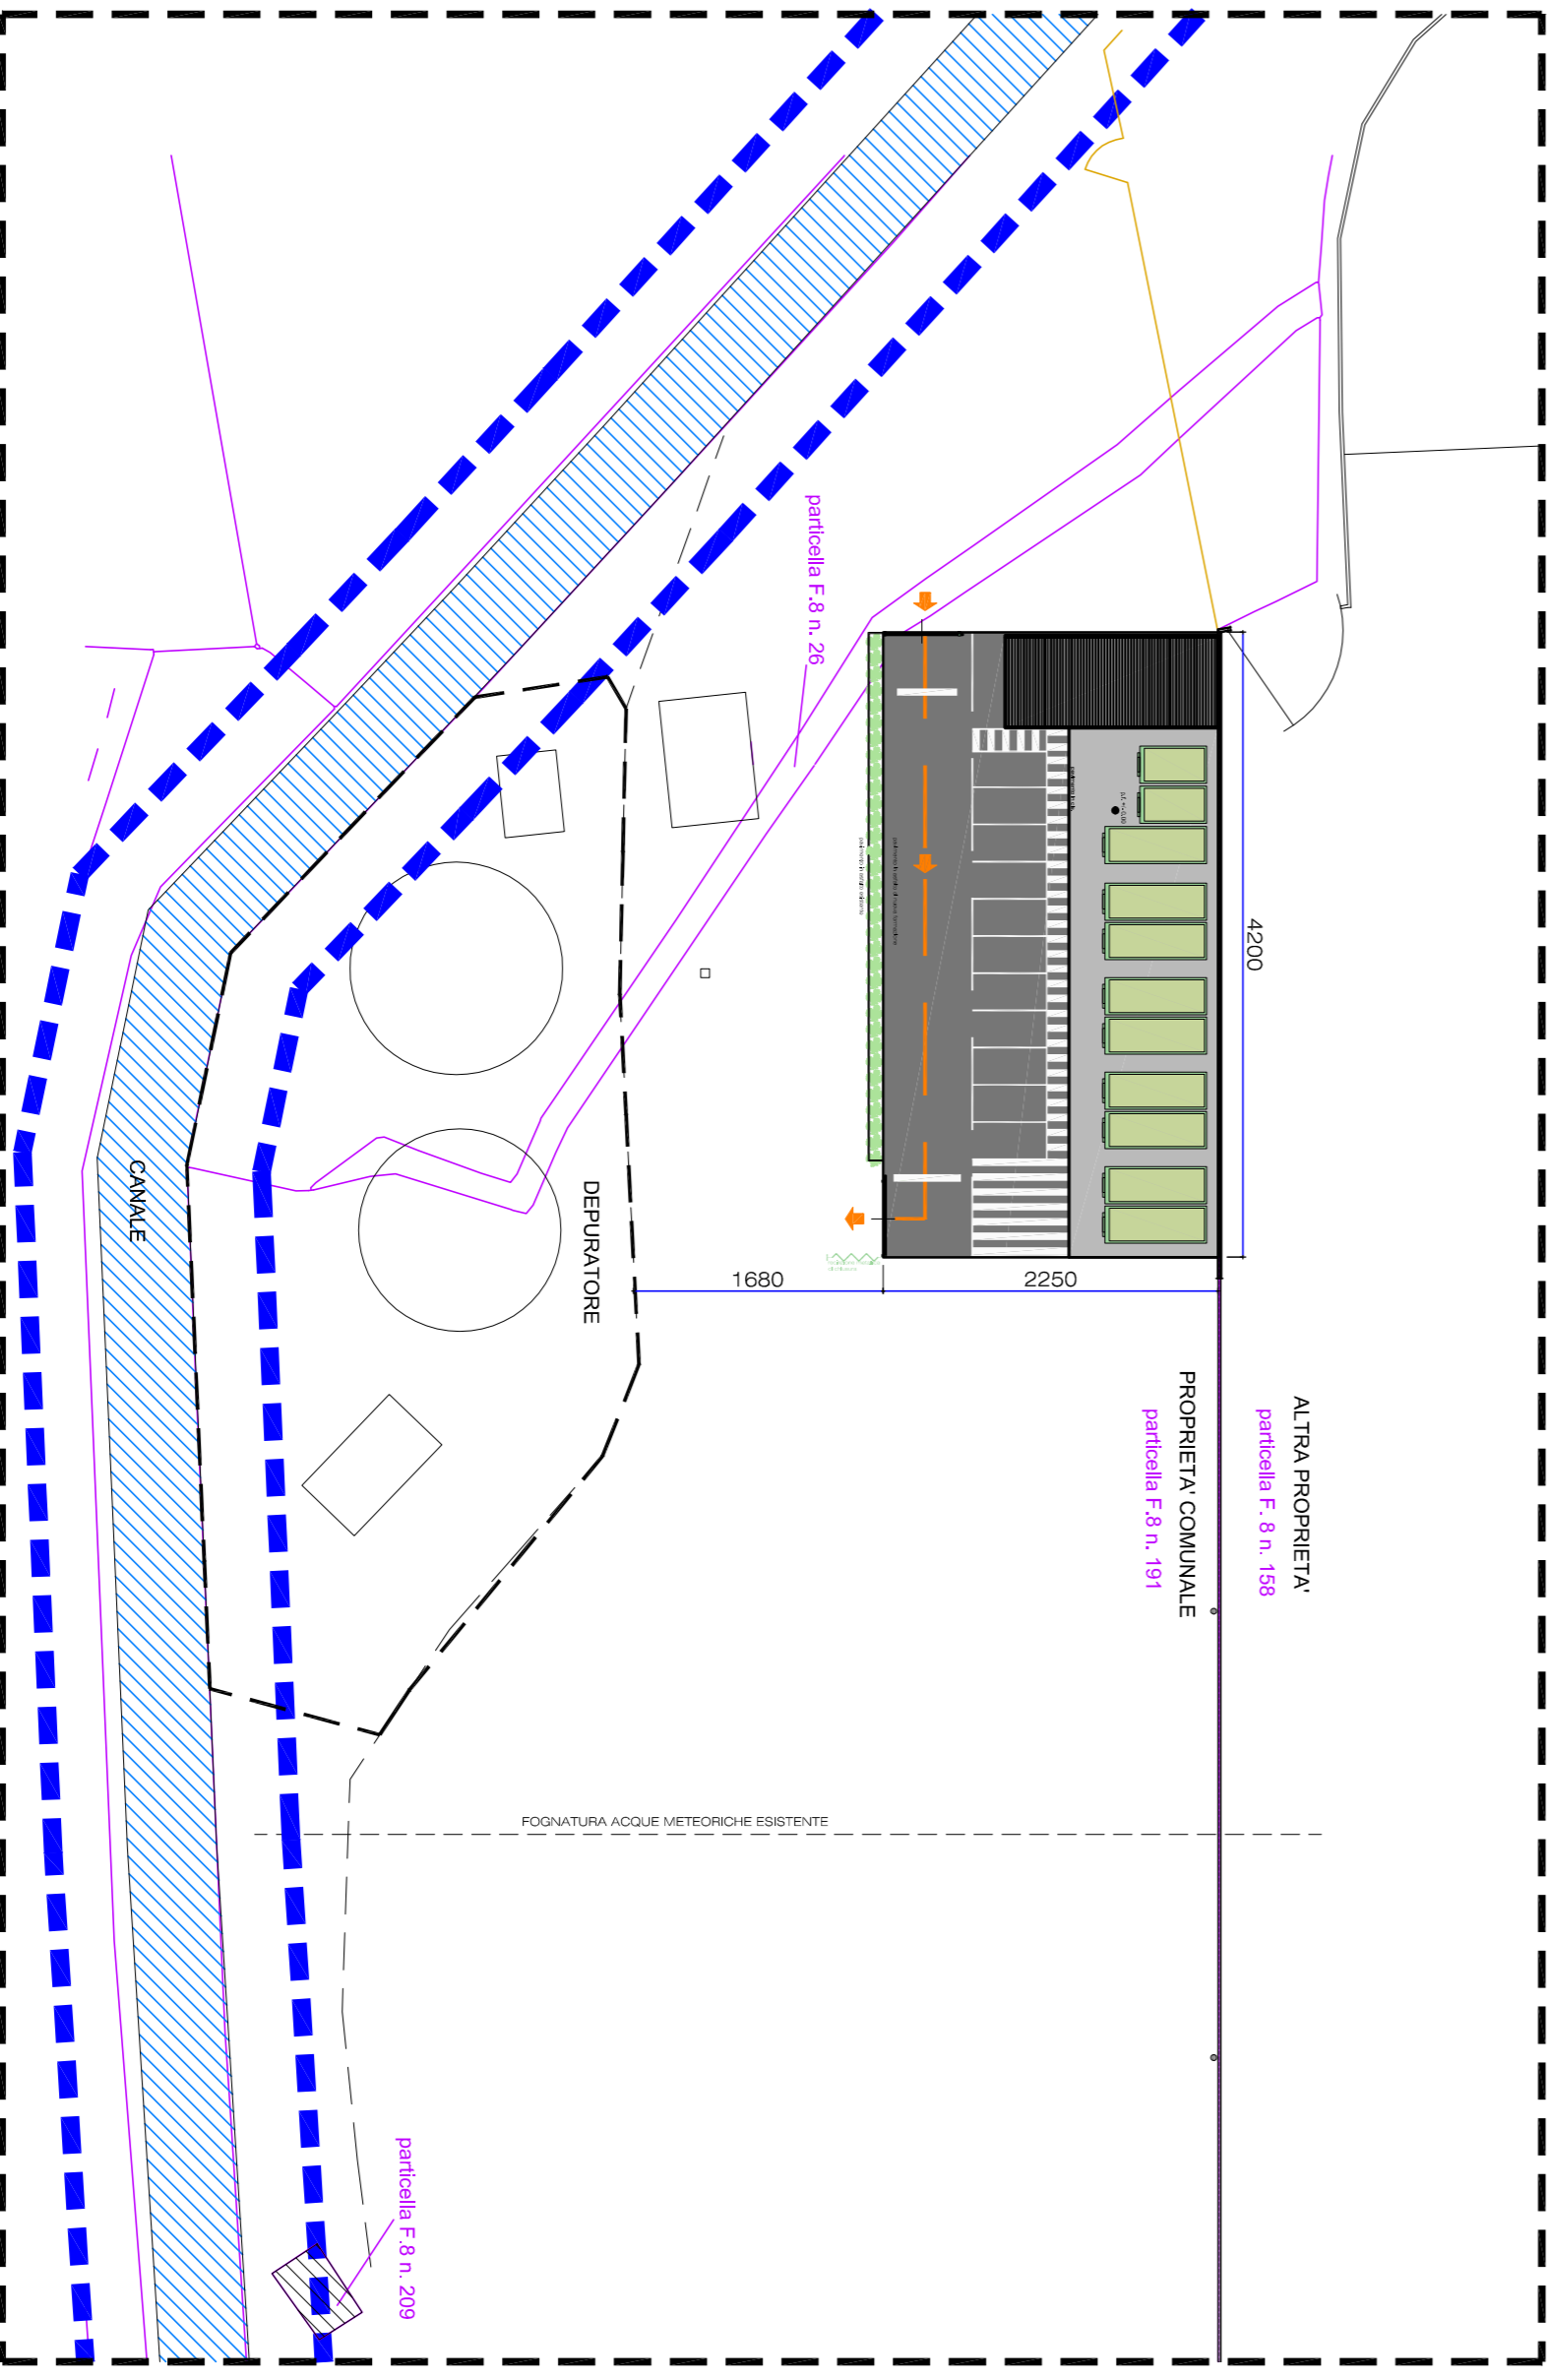 ALTRA PROPRIETA'
particella F. 8 n. 158
PROPRIETA' COMUNALE
particella F.8 n. 191
4200
2250
1680
particella F.8 n. 26
DEPURATORE
CANALE
FOGNATURA ACQUE METEORICHE ESISTENTE
particella F.8 n. 209